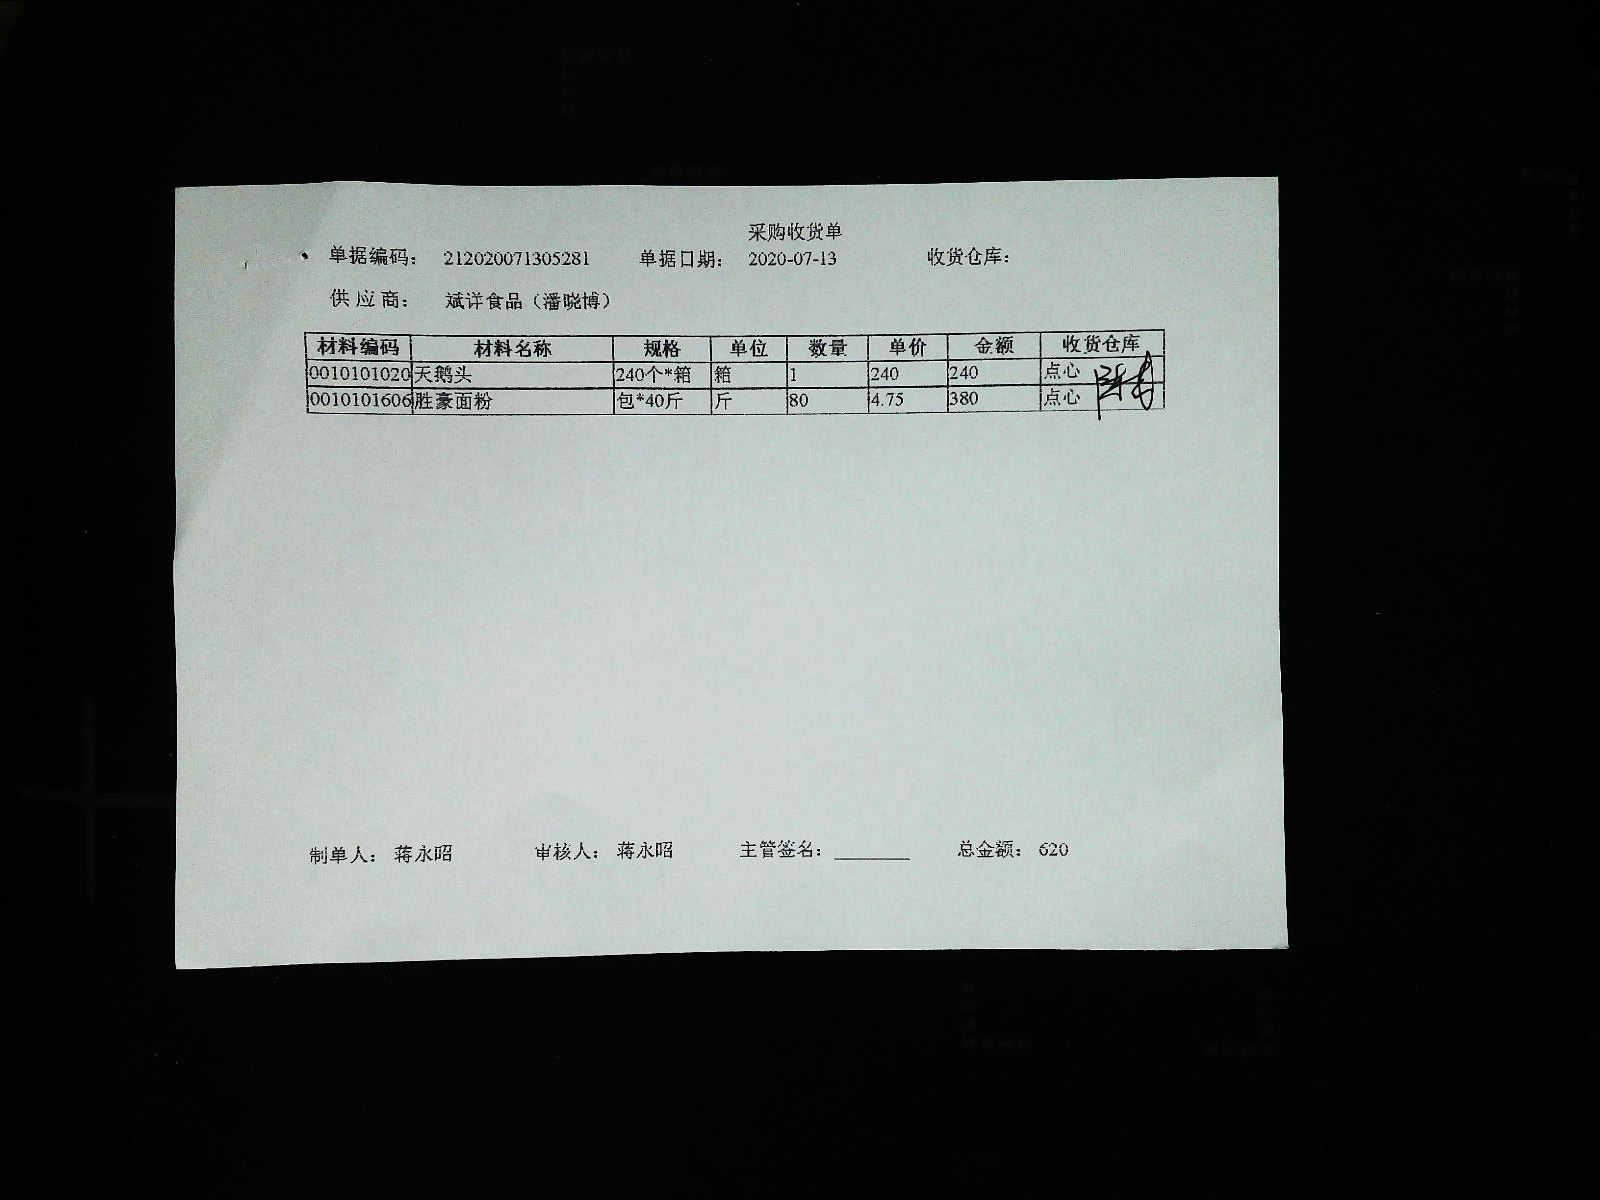 采购收货单
单据编码： 212020071305281 单据日期： 2020-07-13 收货仓库：
供应商： 斌详食品（潘晓博）
材料编码 材料名称 规格 单位 数量 单价 金额 收货仓库
0010101020 天鹅头 240个*箱 箱 1 240 240 点心
0010101606 胜豪面粉 包*40斤 斤 80 4.75 380 点心
制单人： 蒋永昭 审核人： 蒋永昭 主管签名：________ 总金额： 620